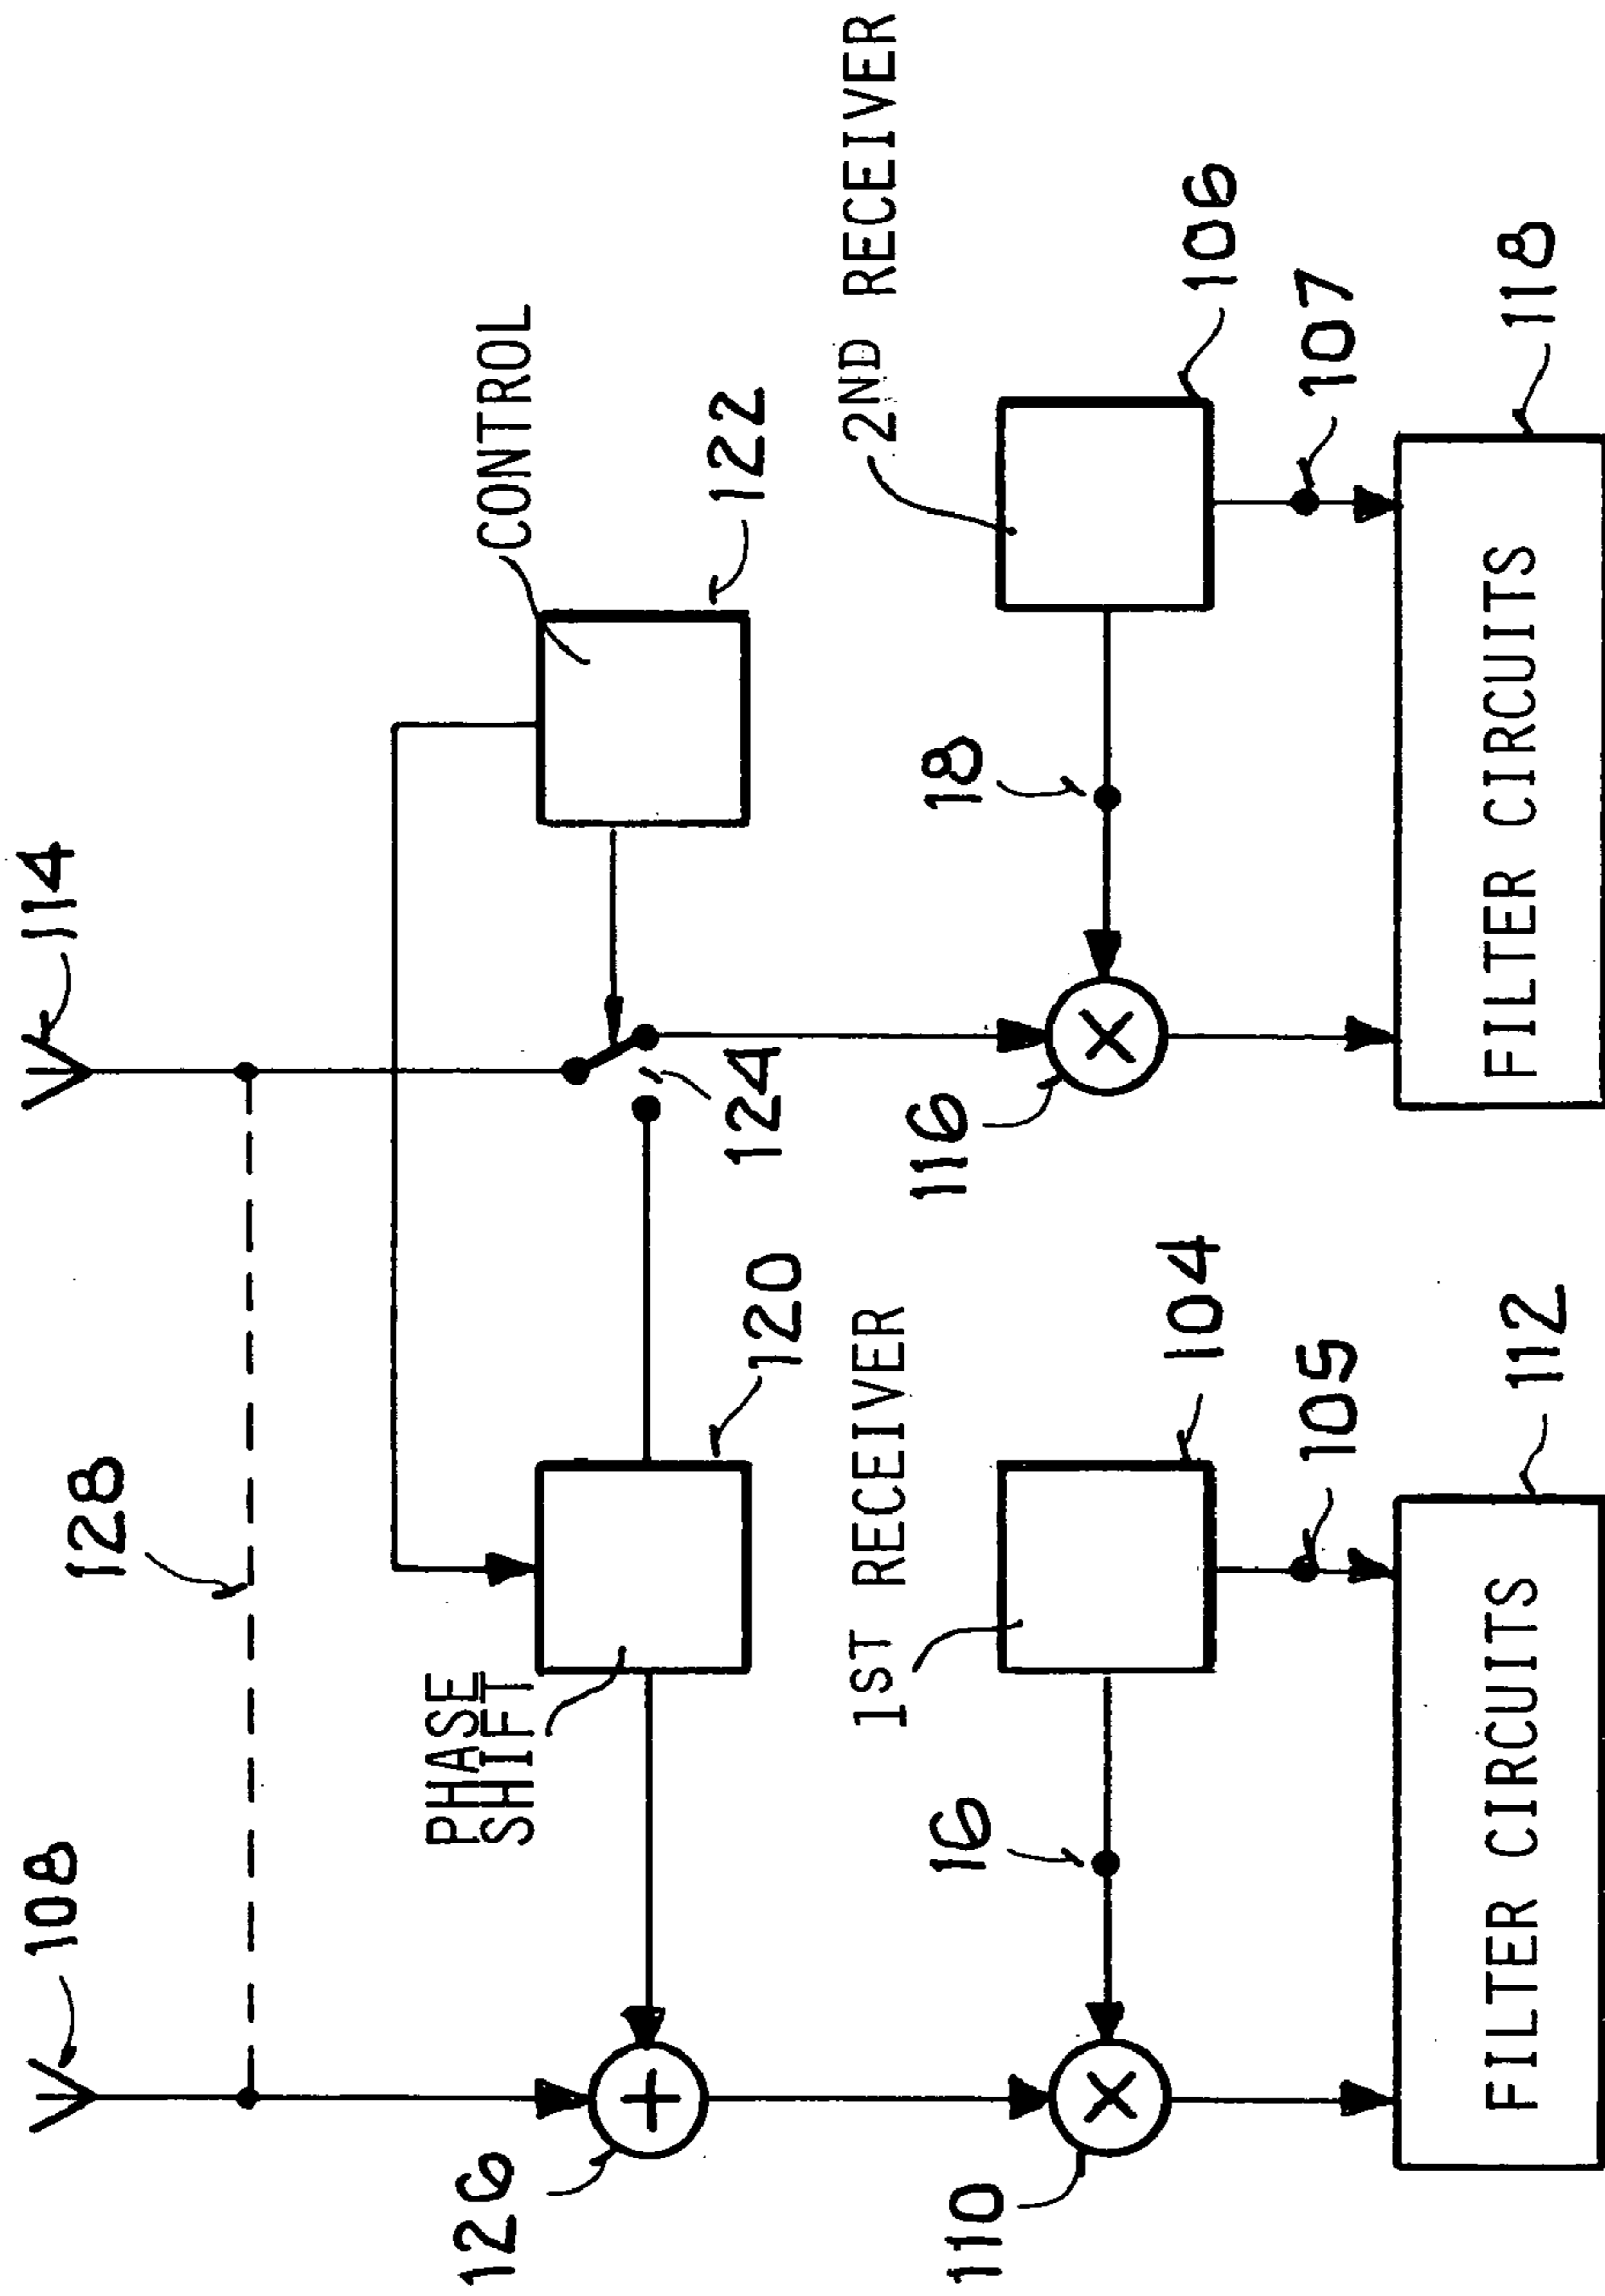 108
128
114
PHASE
SHIFT
CONTROL
126
120
124
122
1ST RECEIVER
2ND RECEIVER
110
16
104
116
18
106
105
107
FILTER CIRCUITS
112
FILTER CIRCUITS
118